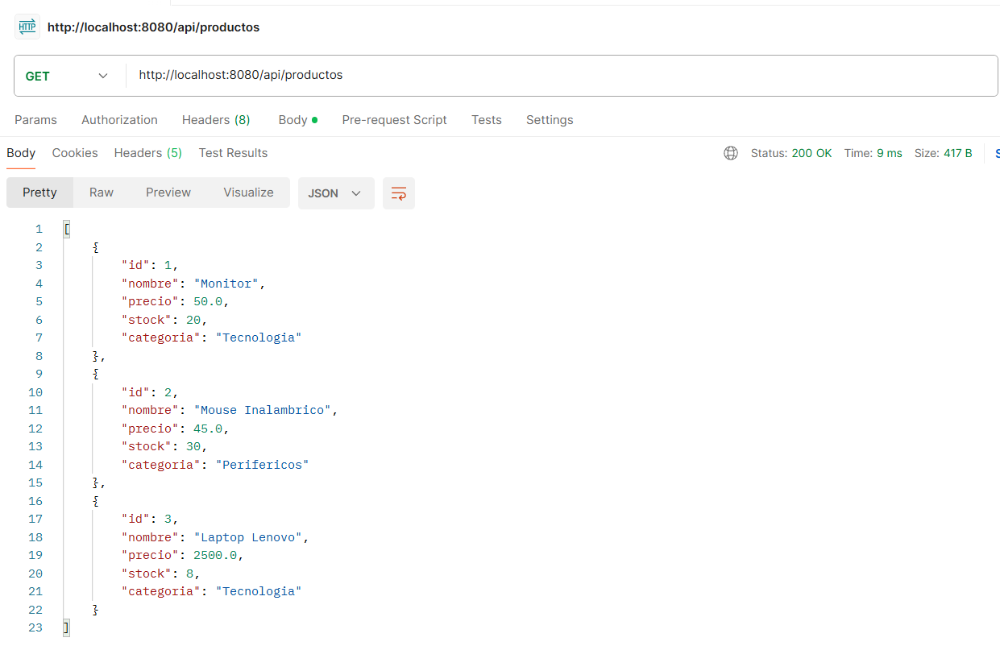 HTTP http://localhost:8080/api/productos
GET http://localhost:8080/api/productos
Params Authorization Headers (8) Body Pre-request Script Tests Settings
Body Cookies Headers (5) Test Results Status: 200 OK Time: 9 ms Size: 417 B
Pretty Raw Preview Visualize JSON
1 [
2 {
3 "id": 1,
4 "nombre": "Monitor",
5 "precio": 50.0,
6 "stock": 20,
7 "categoria": "Tecnologia"
8 },
9 {
10 "id": 2,
11 "nombre": "Mouse Inalambrico",
12 "precio": 45.0,
13 "stock": 30,
14 "categoria": "Perifericos"
15 },
16 {
17 "id": 3,
18 "nombre": "Laptop Lenovo",
19 "precio": 2500.0,
20 "stock": 8,
21 "categoria": "Tecnologia"
22 }
23 ]